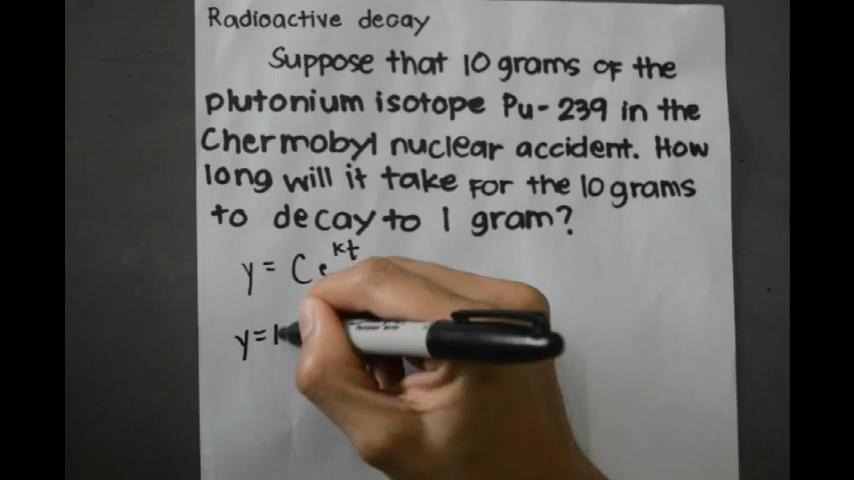 Radioactive decay
Suppose that 10 grams of the
plutonium isotope Pu-239 in the
Chermobyl nuclear accident. How
long will it take for the 10 grams
to decay to 1 gram?
y = Ce^kt
y=1